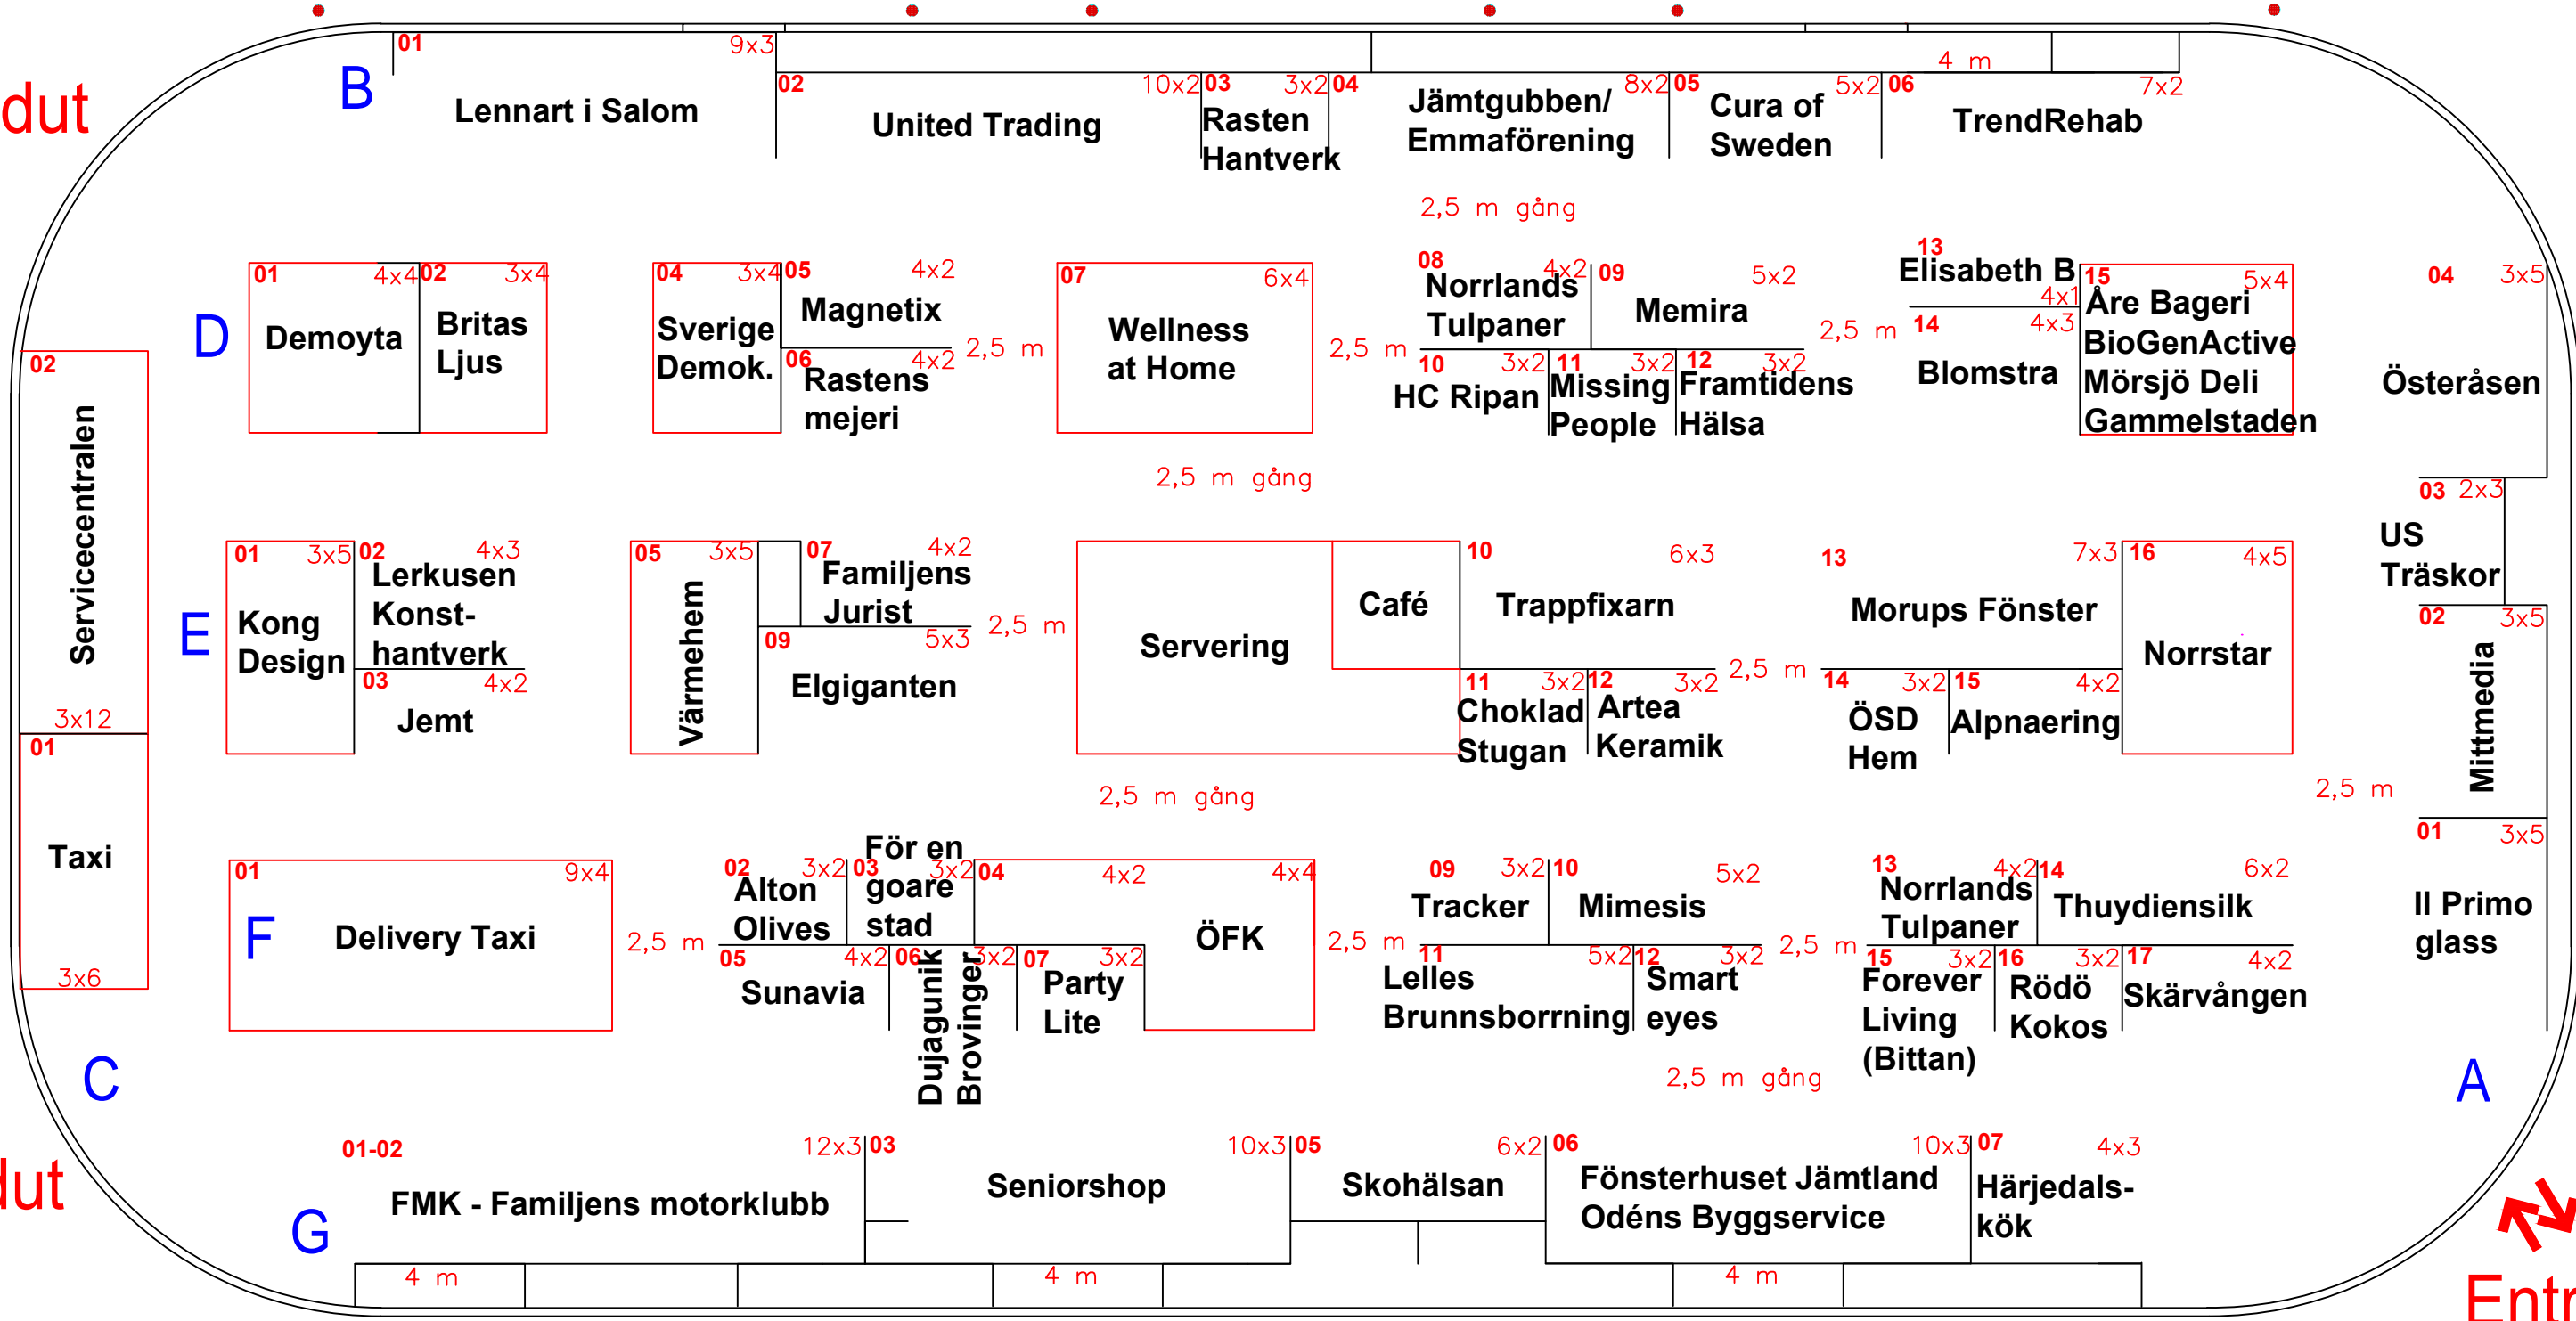 dut
B
01
9x3
Lennart i Salom
02
10x2
United Trading
03
3x2
Rasten
Hantverk
04
8x2
Jämtgubben/
Emmaförening
05
5x2
Cura of
Sweden
4 m
06
7x2
TrendRehab
2,5 m gång
D
01
4x4
Demoyta
02
3x4
Britas
Ljus
04
3x4
Sverige
Demok.
05
4x2
Magnetix
06
4x2
Rastens
mejeri
2,5 m
07
6x4
Wellness
at Home
2,5 m
08
4x2
Norrlands
Tulpaner
09
5x2
Memira
10
3x2
HC Ripan
11
3x2
Missing
People
12
3x2
Framtidens
Hälsa
2,5 m
13
Elisabeth B
4x1
14
4x3
Blomstra
15
5x4
Åre Bageri
BioGenActive
Mörsjö Deli
Gammelstaden
04
3x5
Österåsen
2,5 m gång
02
Servicecentralen
3x12
01
Taxi
3x6
E
01
3x5
Kong
Design
02
4x3
Lerkusen
Konst-
hantverk
03
4x2
Jemt
05
3x5
Värmehem
07
4x2
Familjens
Jurist
09
5x3
Elgiganten
2,5 m
Servering
Café
10
6x3
Trappfixarn
11
3x2
Choklad
Stugan
12
3x2
Artea
Keramik
2,5 m
13
7x3
Morups Fönster
14
3x2
ÖSD
Hem
15
4x2
Alpnaering
16
4x5
Norrstar
03
2x3
US
Träskor
02
3x5
Mittmedia
2,5 m
01
3x5
Il Primo
glass
2,5 m gång
F
01
9x4
Delivery Taxi
2,5 m
02
3x2
Alton
Olives
03
3x2
För en
goare
stad
04
4x2
4x4
ÖFK
05
4x2
Sunavia
06
3x2
Dujagunik
Brovinger
07
3x2
Party
Lite
2,5 m
09
3x2
Tracker
10
5x2
Mimesis
11
5x2
Lelles
Brunnsborrning
12
3x2
Smart
eyes
2,5 m
13
4x2
Norrlands
Tulpaner
14
6x2
Thuydiensilk
15
3x2
Forever
Living
(Bittan)
16
3x2
Rödö
Kokos
17
4x2
Skärvången
2,5 m gång
C
A
dut
G
01-02
12x3
FMK - Familjens motorklubb
03
10x3
Seniorshop
05
6x2
Skohälsan
06
10x3
Fönsterhuset Jämtland
Odéns Byggservice
07
4x3
Härjedals-
kök
4 m
4 m
4 m
Entr